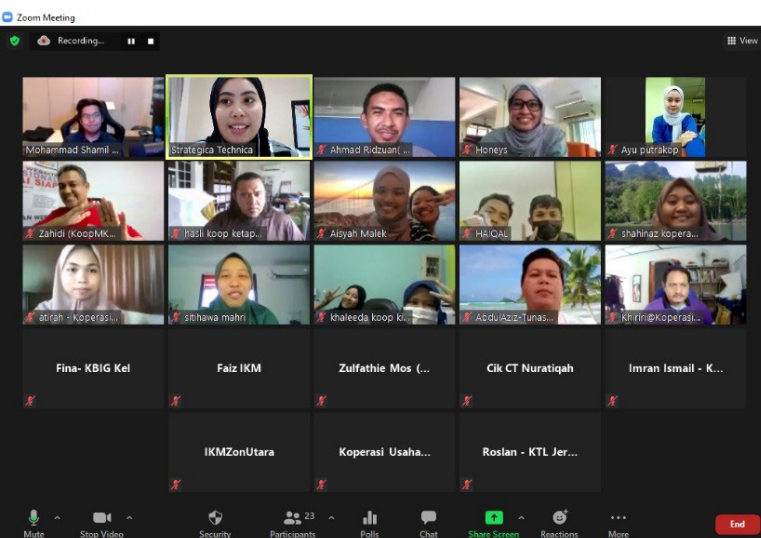 Zoom Meeting
Recording...
View
Mohammad Shamil ...
Strategica Technica
Ahmad Ridzuan(...
Honeys
Ayu putrakop
Zahidi (KoopMK...
hasli koop ketap...
Aisyah Malek
HAIQAL
shahinaz kopera...
atirah - Koperasi...
sitihawa mahri
khaleeda koop ki...
AbdulAziz-Tunas...
Khiriri@Koperasi...
Fina- KBIG Kel
Faiz IKM
Zulfathie Mos (...
Cik CT Nuratiqah
Imran Ismail - K...
IKMZonUtara
Koperasi Usaha...
Roslan - KTL Jer...
Mute
Stop Video
Security
Participants
23
Polls
Chat
Share Screen
Reactions
More
End